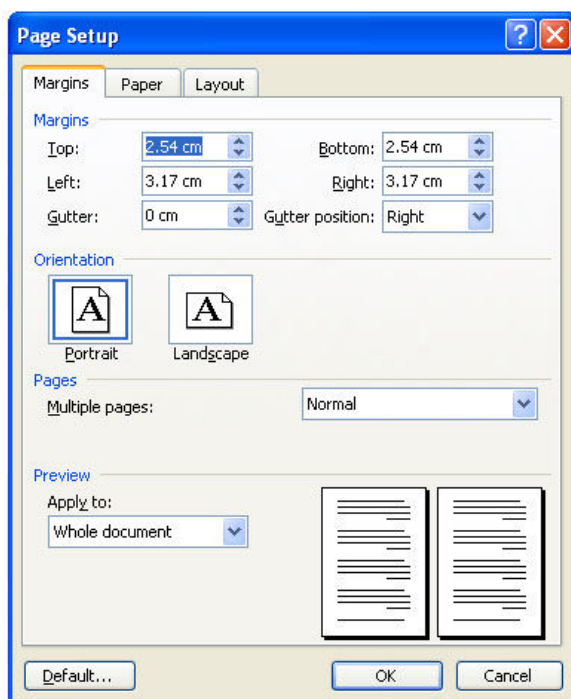 Page Setup
Margins Paper Layout
Margins
Top: 2.54 cm Bottom: 2.54 cm
Left: 3.17 cm Right: 3.17 cm
Gutter: 0 cm Gutter position: Right
Orientation
A A
Portrait Landscape
Pages
Multiple pages: Normal
Preview
Apply to:
Whole document
Default... OK Cancel